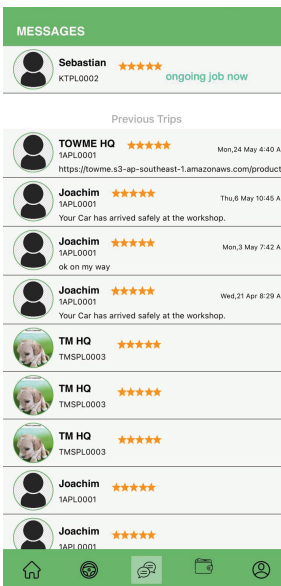 MESSAGES
Sebastian
KTPL0002
ongoing job now
Previous Trips
TOWME HQ
1APL0001
Mon,24 May 4:40 A
https://towme.s3-ap-southeast-1.amazonaws.com/product
Joachim
1APL0001
Thu,6 May 10:45 A
Your Car has arrived safely at the workshop.
Joachim
1APL0001
Mon,3 May 7:42 A
ok on my way
Joachim
1APL0001
Wed,21 Apr 8:29 A
Your Car has arrived safely at the workshop.
TM HQ
TMSPL0003
TM HQ
TMSPL0003
TM HQ
TMSPL0003
Joachim
1APL0001
Joachim
1APL0001